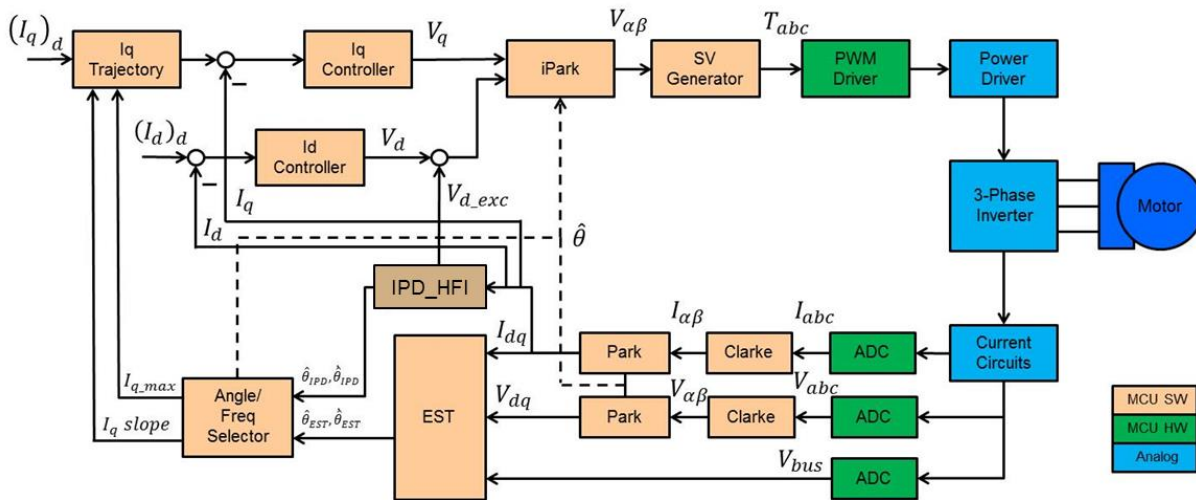 (I_q)_d
Iq
Trajectory
Iq
Controller
V_q
iPark
V_αβ
SV
Generator
T_abc
PWM
Driver
Power
Driver
(I_d)_d
Id
Controller
V_d
V_d_exc
I_q
I_d
θ̂
3-Phase
Inverter
Motor
IPD_HFI
I_dq
Park
I_αβ
Clarke
I_abc
ADC
Current
Circuits
I_q_max
I_q slope
Angle/
Freq
Selector
θ̂_IPD, θ̂̇_IPD
θ̂_EST, θ̂̇_EST
EST
V_dq
Park
V_αβ
Clarke
V_abc
ADC
V_bus
ADC
MCU SW
MCU HW
Analog